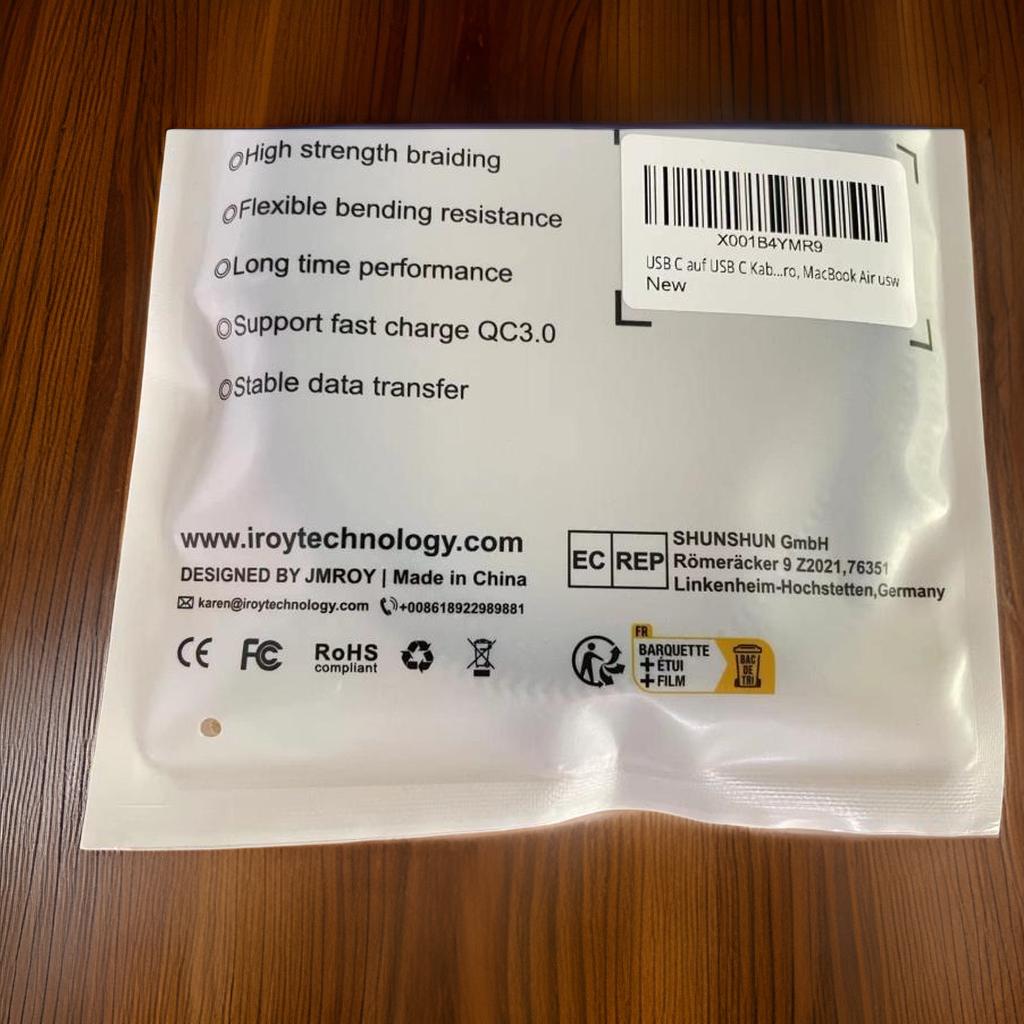 High strength braiding
Flexible bending resistance
Long time performance
Support fast charge QC3.0
Stable data transfer
X001B4YMR9
USB C auf USB C Kab...ro, MacBook Air usw
New
www.iroytechnology.com
DESIGNED BY JMROY | Made in China
karen@iroytechnology.com +008618922989881
EC REP
SHUNSHUN GmbH
Römeräcker 9 Z2021,76351
Linkenheim-Hochstetten,Germany
CE FC RoHS
compliant
FR
BARQUETTE
+ÉTUI
+FILM
BAC
DE
TRI